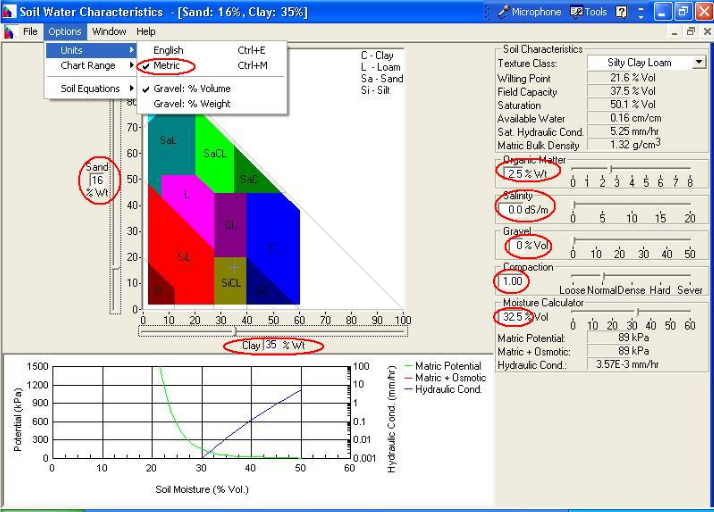 Soil Water Characteristics - [Sand: 16%, Clay: 35%]
Microphone Tools
File Options Window Help
Units
Chart Range
Soil Equations
English Ctrl+E
Metric Ctrl+M
Gravel: % Volume
Gravel: % Weight
C - Clay
L - Loam
Sa - Sand
Si - Silt
80
70
60
50
40
30
20
10
0 10 20 30 40 50 60 70 80 90 100
Sand
16
% Wt
SaL
SaCL
SaC
L
CL
C
SiL
SiCL
Clay 35 % Wt
Soil Characteristics
Texture Class: Silty Clay Loam
Wilting Point 21.6 % Vol
Field Capacity 37.5 % Vol
Saturation 50.1 % Vol
Available Water 0.16 cm/cm
Sat. Hydraulic Cond. 5.25 mm/hr
Matric Bulk Density 1.32 g/cm3
Organic Matter
2.5 % Wt
0 1 2 3 4 5 6 7 8
Salinity
0.0 dS/m
0 5 10 15 20
Gravel
0 % Vol
0 10 20 30 40 50 60
Compaction
1.00
Loose Normal Dense Hard Sever
Moisture Calculator
32.5 % Vol
0 10 20 30 40 50 60
Matric Potential: 89 kPa
Matric + Osmotic: 89 kPa
Hydraulic Cond.: 3.57E-3 mm/hr
Potential (kPa)
1500
1200
900
600
300
0
0 10 20 30 40 50 60
Soil Moisture (% Vol.)
100
10
1
0.1
0.01
0.001
Hydraulic Cond. (mm/hr)
Matric Potential
Matric + Osmotic
Hydraulic Cond.